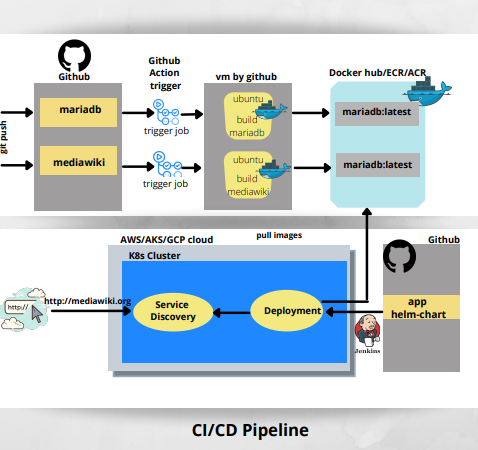 Github
Github
Action
trigger
vm by github
Docker hub/ECR/ACR
git push
mariadb
trigger job
ubuntu
build
mariadb
mariadb:latest
mediawiki
trigger job
ubuntu
build
mediawiki
mariadb:latest
AWS/AKS/GCP cloud
pull images
Github
K8s Cluster
http://
http://mediawiki.org
Service
Discovery
Deployment
app
helm-chart
Jenkins
CI/CD Pipeline